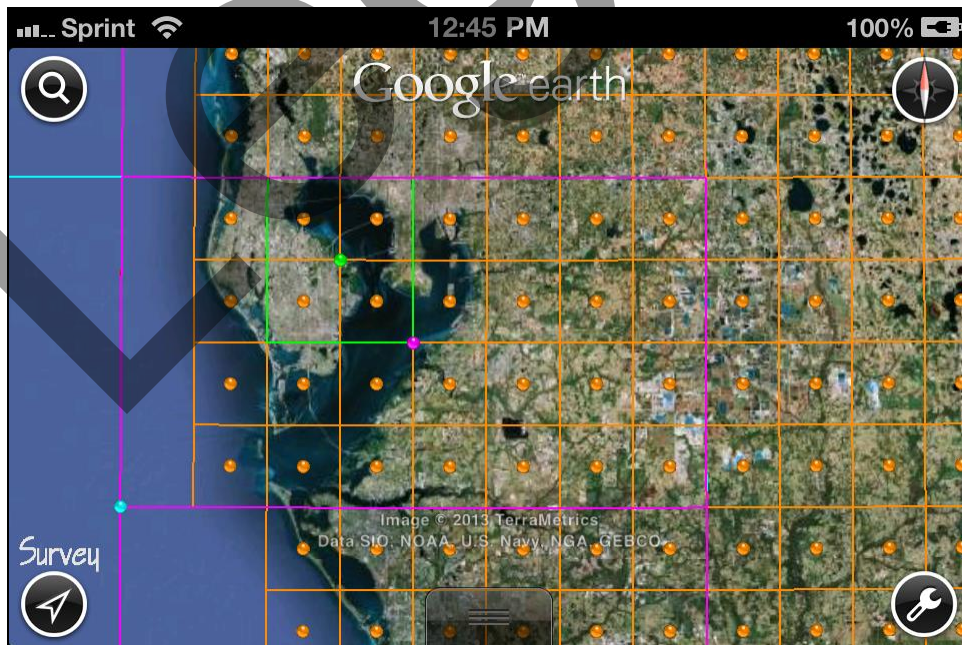 Sprint 12:45 PM 100%
Google earth
Image © 2013 TerraMetrics
Data SIO, NOAA, U.S. Navy, NGA, GEBCO
Survey